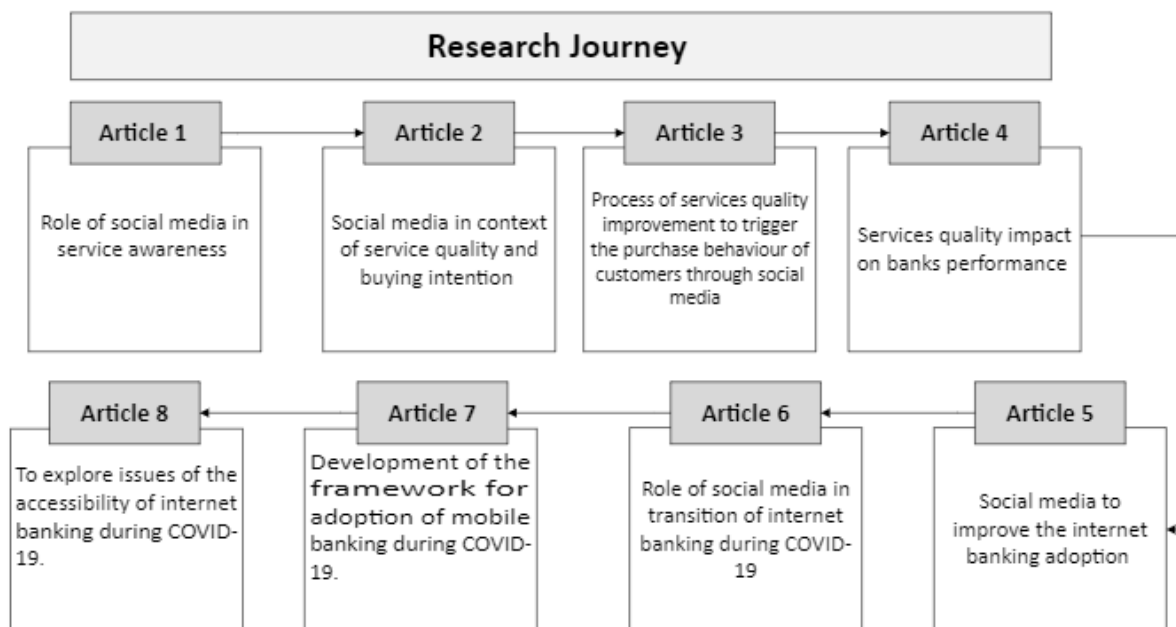 Research Journey
Article 1
Article 2
Article 3
Article 4
Role of social media in
service awareness
Social media in context
of service quality and
buying intention
Process of services quality
improvement to trigger
the purchase behaviour of
customers through social
media
Services quality impact
on banks performance
Article 8
Article 7
Article 6
Article 5
To explore issues of the
accessibility of internet
banking during COVID-
19.
Development of the
framework for
adoption of mobile
banking during COVID-
19.
Role of social media in
transition of internet
banking during COVID-
19
Social media to
improve the internet
banking adoption